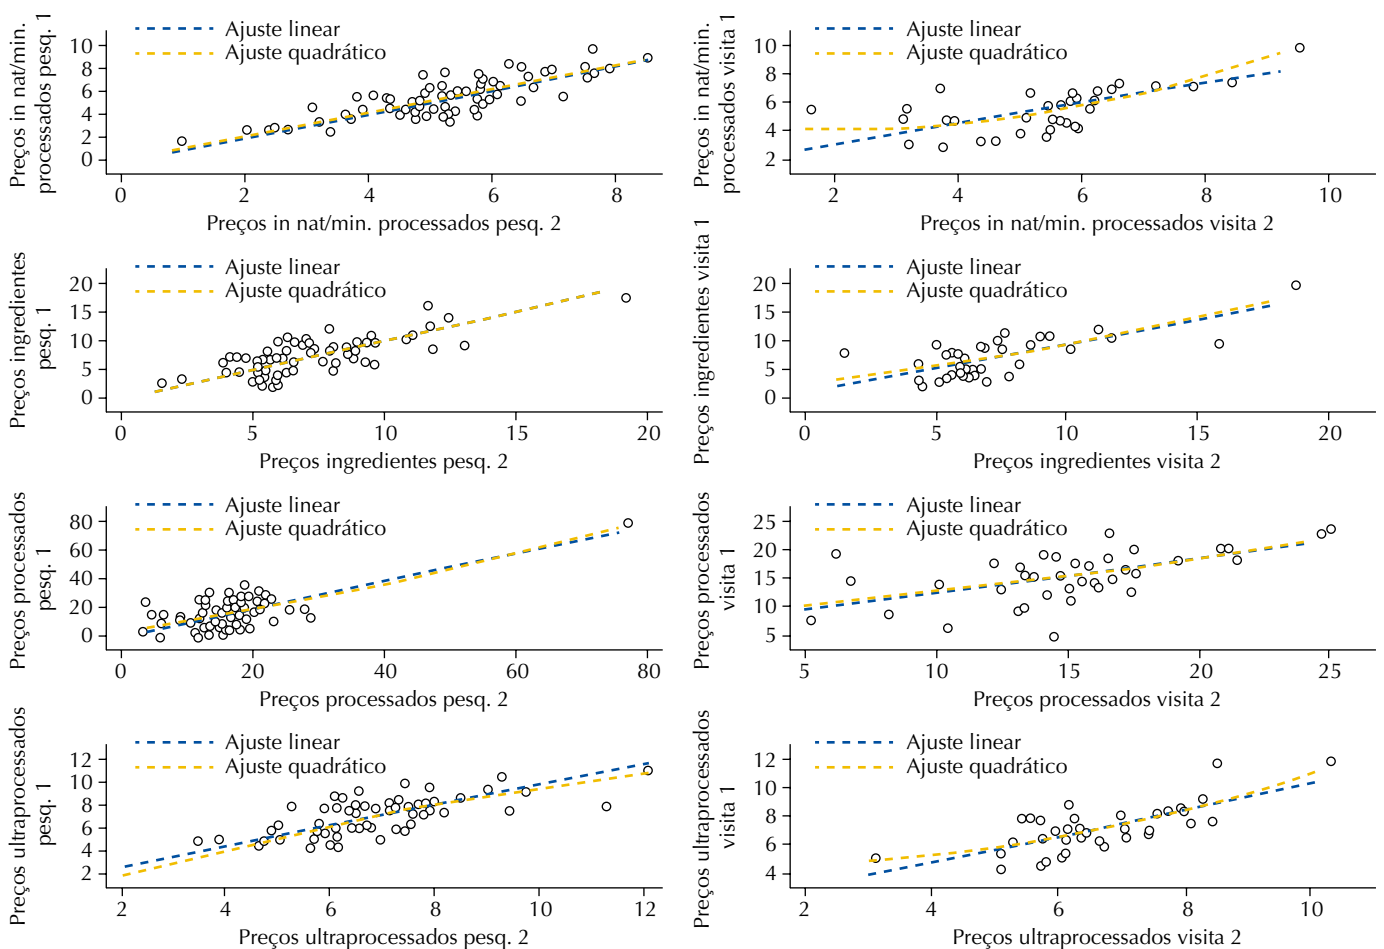 Preços in nat/min.
processados pesq. 1
Ajuste linear
Ajuste quadrático
10
8
6
4
2
0
0 2 4 6 8
Preços in nat/min. processados pesq. 2
Preços in nat/min.
processados visita 1
Ajuste linear
Ajuste quadrático
10
8
6
4
2
2 4 6 8 10
Preços in nat/min. processados visita 2
Preços ingredientes
pesq. 1
Ajuste linear
Ajuste quadrático
20
15
10
5
0
0 5 10 15 20
Preços ingredientes pesq. 2
Preços ingredientes visita 1
Ajuste linear
Ajuste quadrático
20
15
10
5
0
0 5 10 15 20
Preços ingredientes visita 2
Preços processados
pesq. 1
Ajuste linear
Ajuste quadrático
80
60
40
20
0
0 20 40 60 80
Preços processados pesq. 2
Preços processados
visita 1
Ajuste linear
Ajuste quadrático
25
20
15
10
5
5 10 15 20 25
Preços processados visita 2
Preços ultraprocessados
pesq. 1
Ajuste linear
Ajuste quadrático
12
10
8
6
4
2
2 4 6 8 10 12
Preços ultraprocessados pesq. 2
Preços ultraprocessados
visita 1
Ajuste linear
Ajuste quadrático
12
10
8
6
4
2 4 6 8 10
Preços ultraprocessados visita 2